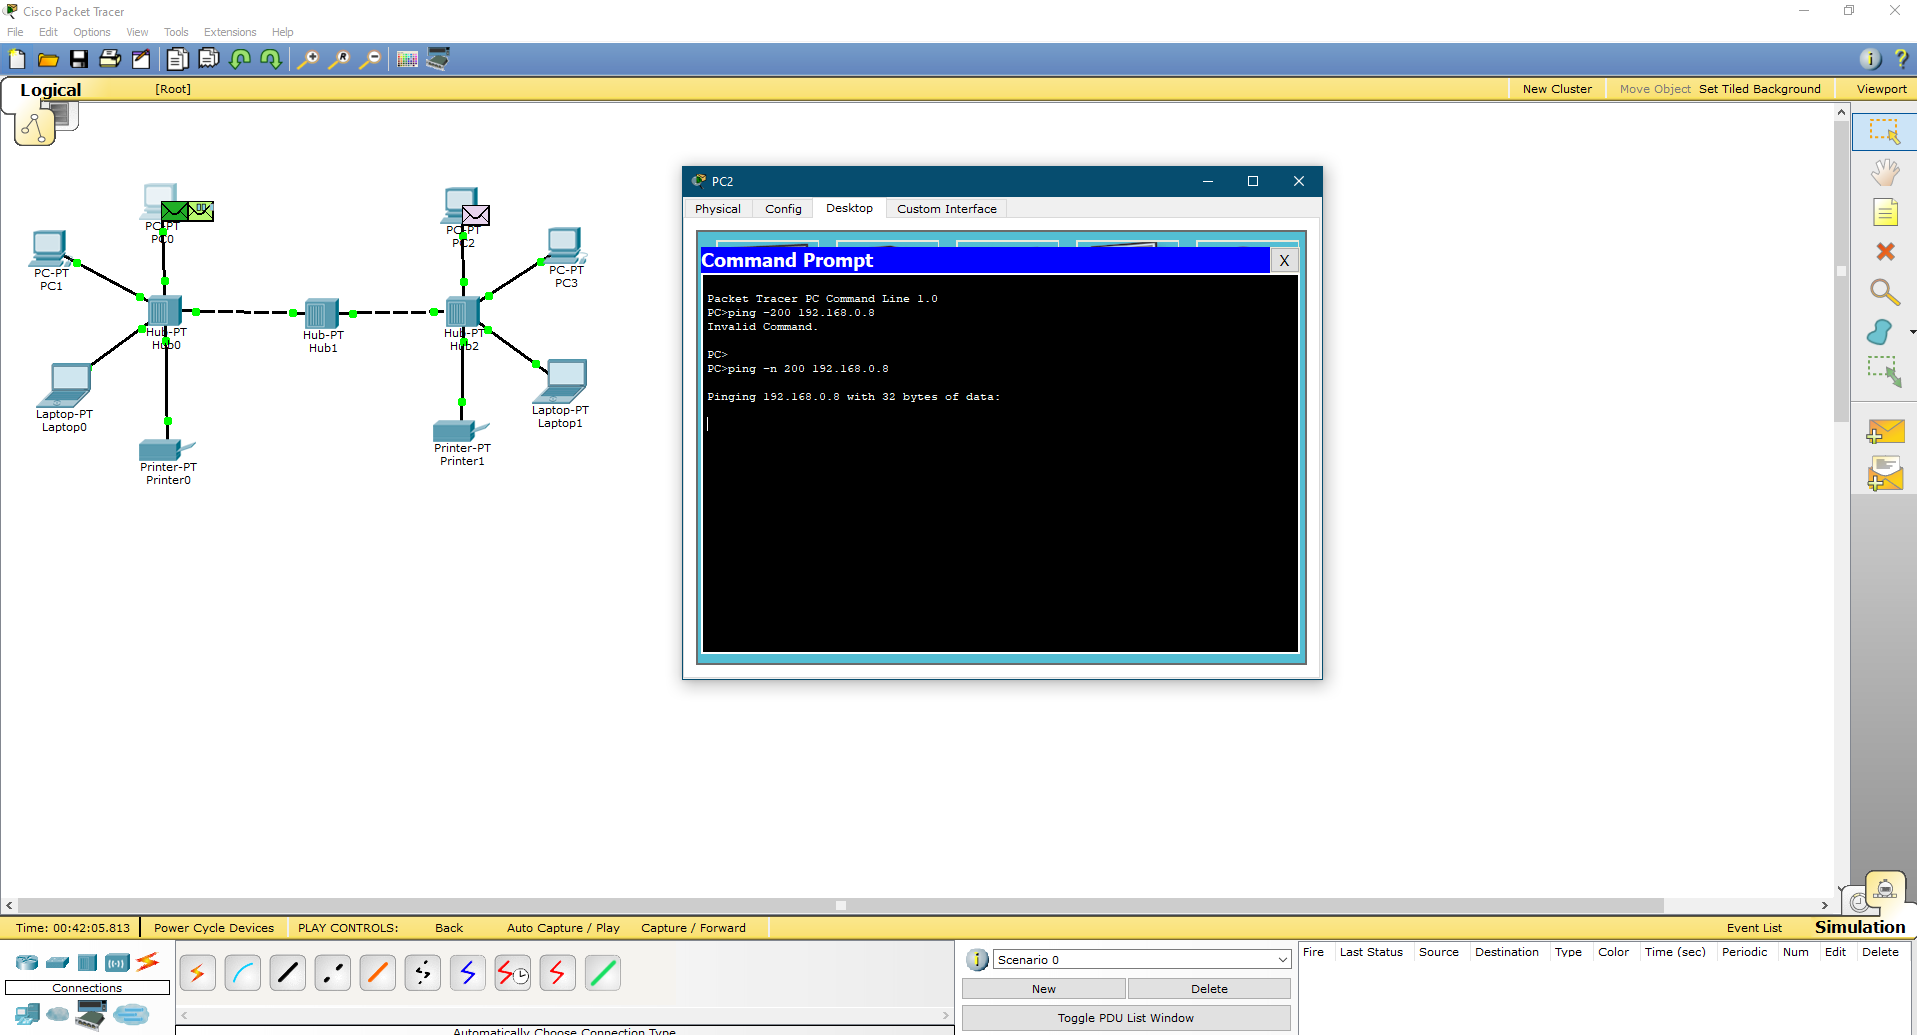 Cisco Packet Tracer
File Edit Options View Tools Extensions Help
Logical [Root] New Cluster Move Object Set Tiled Background Viewport
PC-PT
PC0
PC-PT
PC1
Hub-PT
Hub0
Laptop-PT
Laptop0
Printer-PT
Printer0
Hub-PT
Hub1
PC-PT
PC2
PC-PT
PC3
Hub-PT
Hub2
Laptop-PT
Laptop1
Printer-PT
Printer1
PC2
Physical Config Desktop Custom Interface
Command Prompt X
Packet Tracer PC Command Line 1.0
PC>ping -200 192.168.0.8
Invalid Command.
PC>
PC>ping -n 200 192.168.0.8
Pinging 192.168.0.8 with 32 bytes of data:
Time: 00:42:05.813 Power Cycle Devices PLAY CONTROLS: Back Auto Capture / Play Capture / Forward Event List Simulation
Connections
Automatically Choose Connection Type
Scenario 0
New Delete
Toggle PDU List Window
Fire Last Status Source Destination Type Color Time (sec) Periodic Num Edit Delete